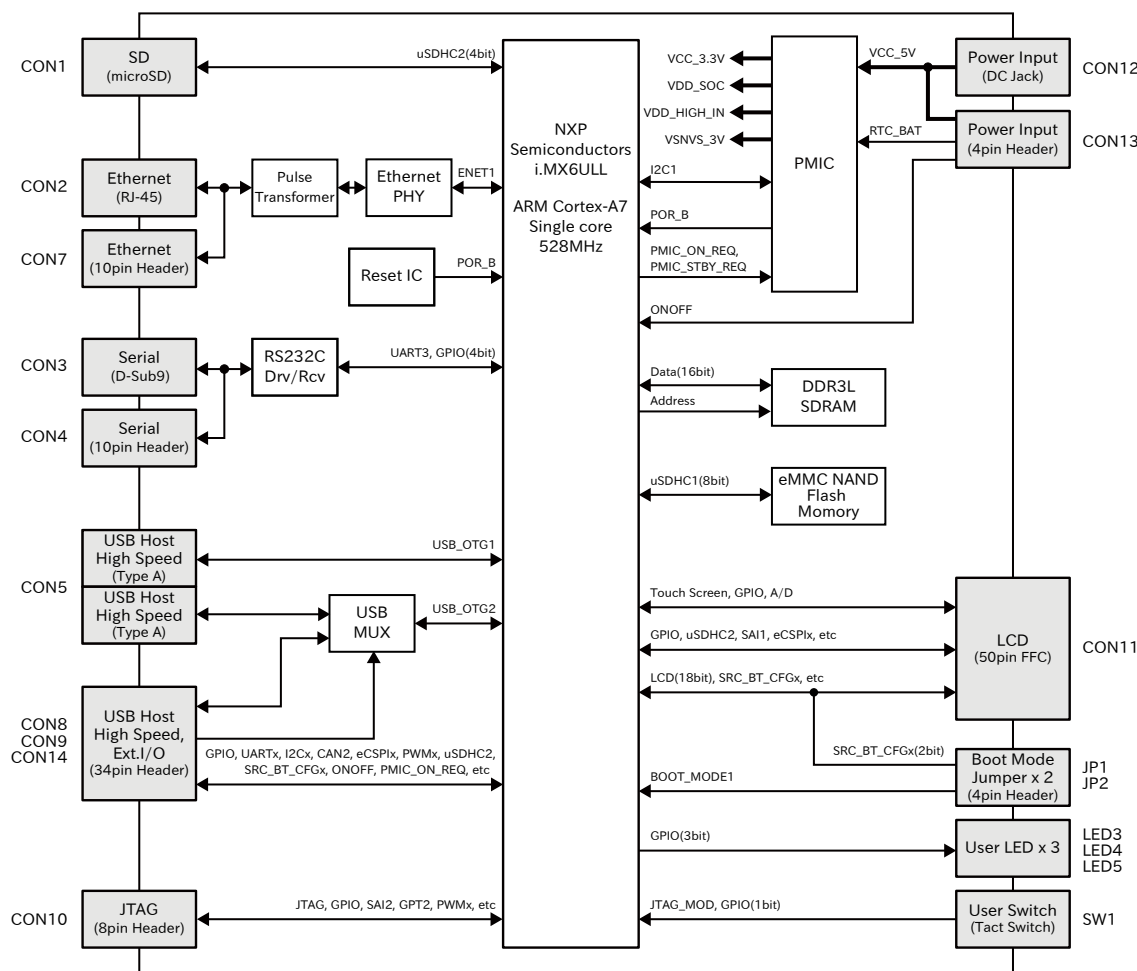 CON1
SD
(microSD)
uSDHC2(4bit)
CON2
Ethernet
(RJ-45)
Pulse
Transformer
Ethernet
PHY
ENET1
CON7
Ethernet
(10pin Header)
Reset IC
POR_B
CON3
Serial
(D-Sub9)
RS232C
Drv/Rcv
UART3, GPIO(4bit)
CON4
Serial
(10pin Header)
CON5
USB Host
High Speed
(Type A)
USB_OTG1
USB Host
High Speed
(Type A)
USB
MUX
USB_OTG2
CON8
CON9
CON14
USB Host
High Speed,
Ext.I/O
(34pin Header)
GPIO, UARTx, I2Cx, CAN2, eCSPIx, PWMx, uSDHC2,
SRC_BT_CFGx, ONOFF, PMIC_ON_REQ, etc
CON10
JTAG
(8pin Header)
JTAG, GPIO, SAI2, GPT2, PWMx, etc
NXP
Semiconductors
i.MX6ULL
ARM Cortex-A7
Single core
528MHz
VCC_3.3V
VDD_SOC
VDD_HIGH_IN
VSNVS_3V
I2C1
POR_B
PMIC_ON_REQ,
PMIC_STBY_REQ
ONOFF
PMIC
VCC_5V
RTC_BAT
Power Input
(DC Jack)
CON12
Power Input
(4pin Header)
CON13
Data(16bit)
Address
DDR3L
SDRAM
uSDHC1(8bit)
eMMC NAND
Flash
Momory
Touch Screen, GPIO, A/D
GPIO, uSDHC2, SAI1, eCSPIx, etc
LCD(18bit), SRC_BT_CFGx, etc
LCD
(50pin FFC)
CON11
SRC_BT_CFGx(2bit)
BOOT_MODE1
Boot Mode
Jumper x 2
(4pin Header)
JP1
JP2
GPIO(3bit)
User LED x 3
LED3
LED4
LED5
JTAG_MOD, GPIO(1bit)
User Switch
(Tact Switch)
SW1